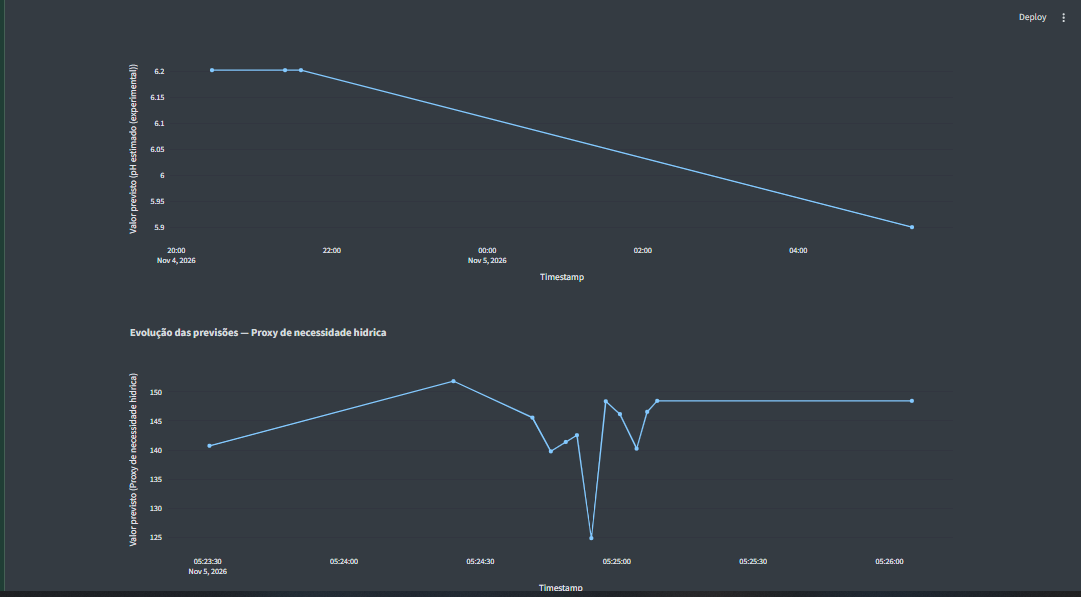 Deploy
Valor previsto (pH estimado (experimental))
6.2
6.15
6.1
6.05
6
5.95
5.9
20:00
Nov 4, 2026
22:00
00:00
Nov 5, 2026
02:00
04:00
Timestamp
Evolução das previsões — Proxy de necessidade hídrica
Valor previsto (Proxy de necessidade hídrica)
150
145
140
135
130
125
05:23:30
Nov 5, 2026
05:24:00
05:24:30
05:25:00
05:25:30
05:26:00
Timestamp